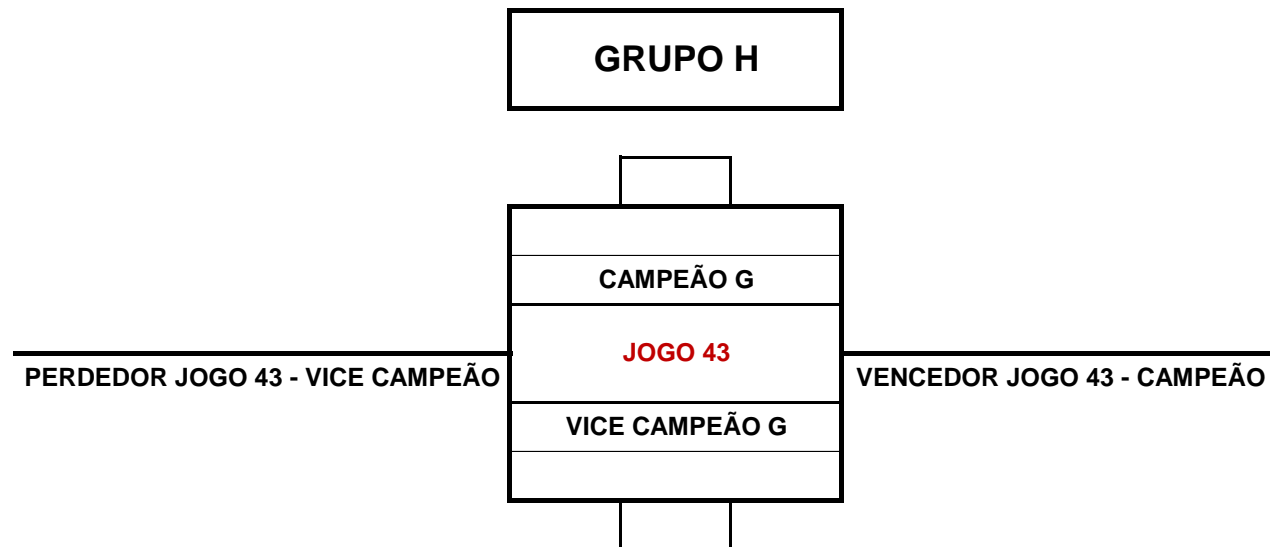 GRUPO H
CAMPEÃO G
JOGO 43
PERDEDOR JOGO 43 - VICE CAMPEÃO
VENCEDOR JOGO 43 - CAMPEÃO
VICE CAMPEÃO G